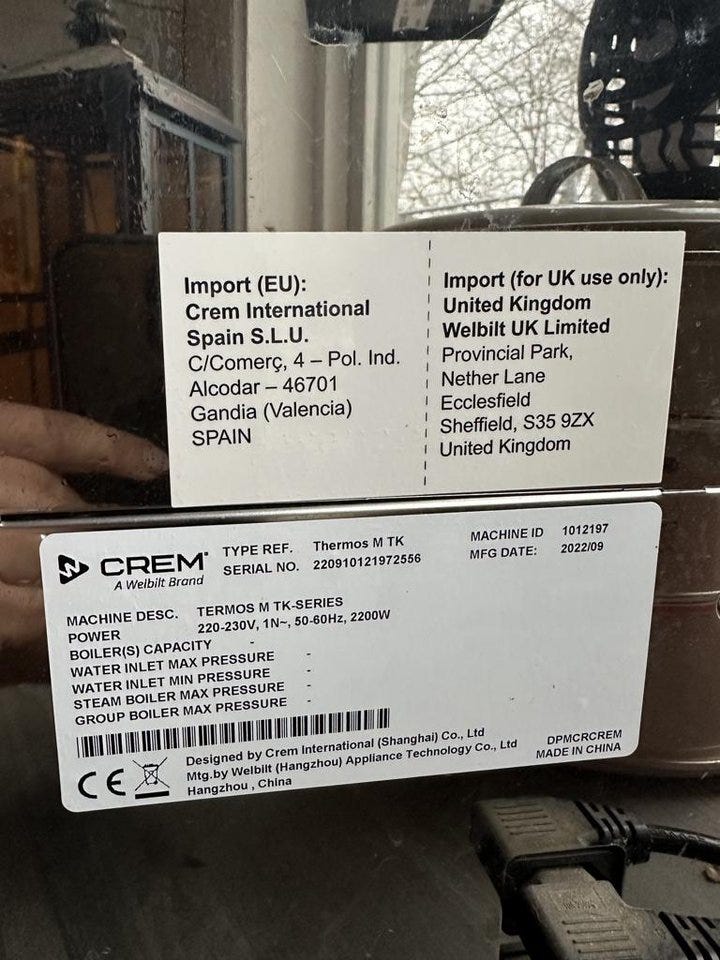 Import (EU):
Crem International
Spain S.L.U.
C/Comerç, 4 – Pol. Ind.
Alcodar – 46701
Gandia (Valencia)
SPAIN
Import (for UK use only):
United Kingdom
Welbilt UK Limited
Provincial Park,
Nether Lane
Ecclesfield
Sheffield, S35 9ZX
United Kingdom
CREM
A Welbilt Brand
TYPE REF. Thermos M TK
SERIAL NO. 220910121972556
MACHINE ID 1012197
MFG DATE: 2022/09
MACHINE DESC. TERMOS M TK-SERIES
POWER 220-230V, 1N~, 50-60Hz, 2200W
BOILER(S) CAPACITY -
WATER INLET MAX PRESSURE -
WATER INLET MIN PRESSURE -
STEAM BOILER MAX PRESSURE -
GROUP BOILER MAX PRESSURE -
CE
Designed by Crem International (Shanghai) Co., Ltd
Mtg.by Welbilt (Hangzhou) Appliance Technology Co., Ltd
Hangzhou , China
DPMCRCREM
MADE IN CHINA